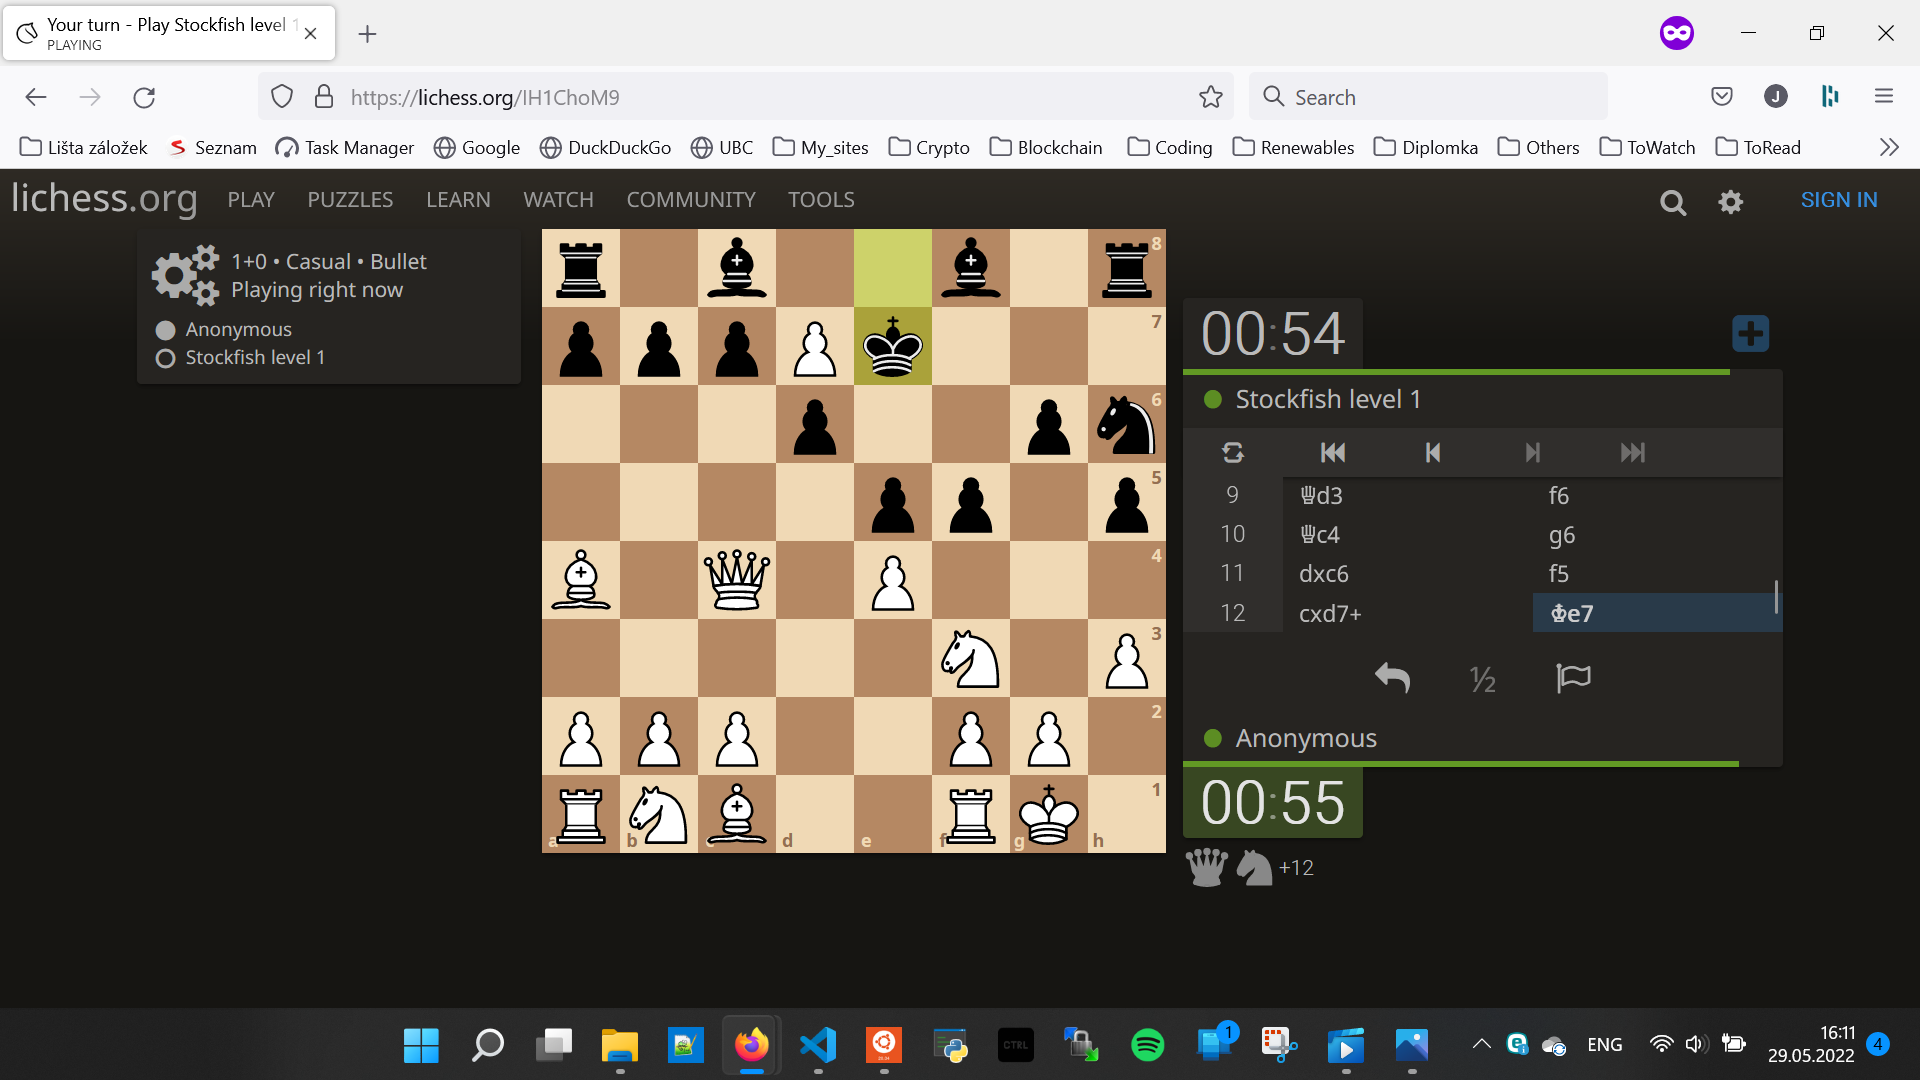 Your turn - Play Stockfish level 1
PLAYING
https://lichess.org/IH1ChoM9
Search
J
Lišta záložek
Seznam
Task Manager
Google
DuckDuckGo
UBC
My_sites
Crypto
Blockchain
Coding
Renewables
Diplomka
Others
ToWatch
ToRead
lichess.org
PLAY
PUZZLES
LEARN
WATCH
COMMUNITY
TOOLS
SIGN IN
1+0 • Casual • Bullet
Playing right now
Anonymous
Stockfish level 1
8
7
6
5
4
3
2
1
a
b
c
d
e
f
g
h
00:54
Stockfish level 1
9 ♕d3 f6
10 ♕c4 g6
11 dxc6 f5
12 cxd7+ ♔e7
½
Anonymous
00:55
+12
CTRL
1
ENG
16:11
29.05.2022
4